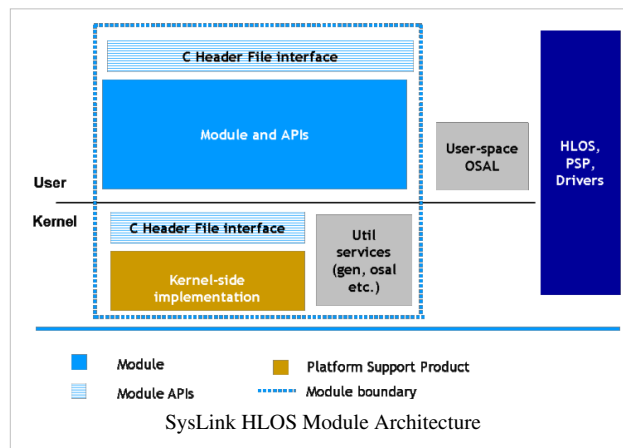 C Header File interface
Module and APIs
User-space
OSAL
HLOS,
PSP,
Drivers
User
Kernel
C Header File interface
Kernel-side
implementation
Util
services
(gen, osal
etc.)
Module
Platform Support Product
Module APIs
Module boundary
SysLink HLOS Module Architecture